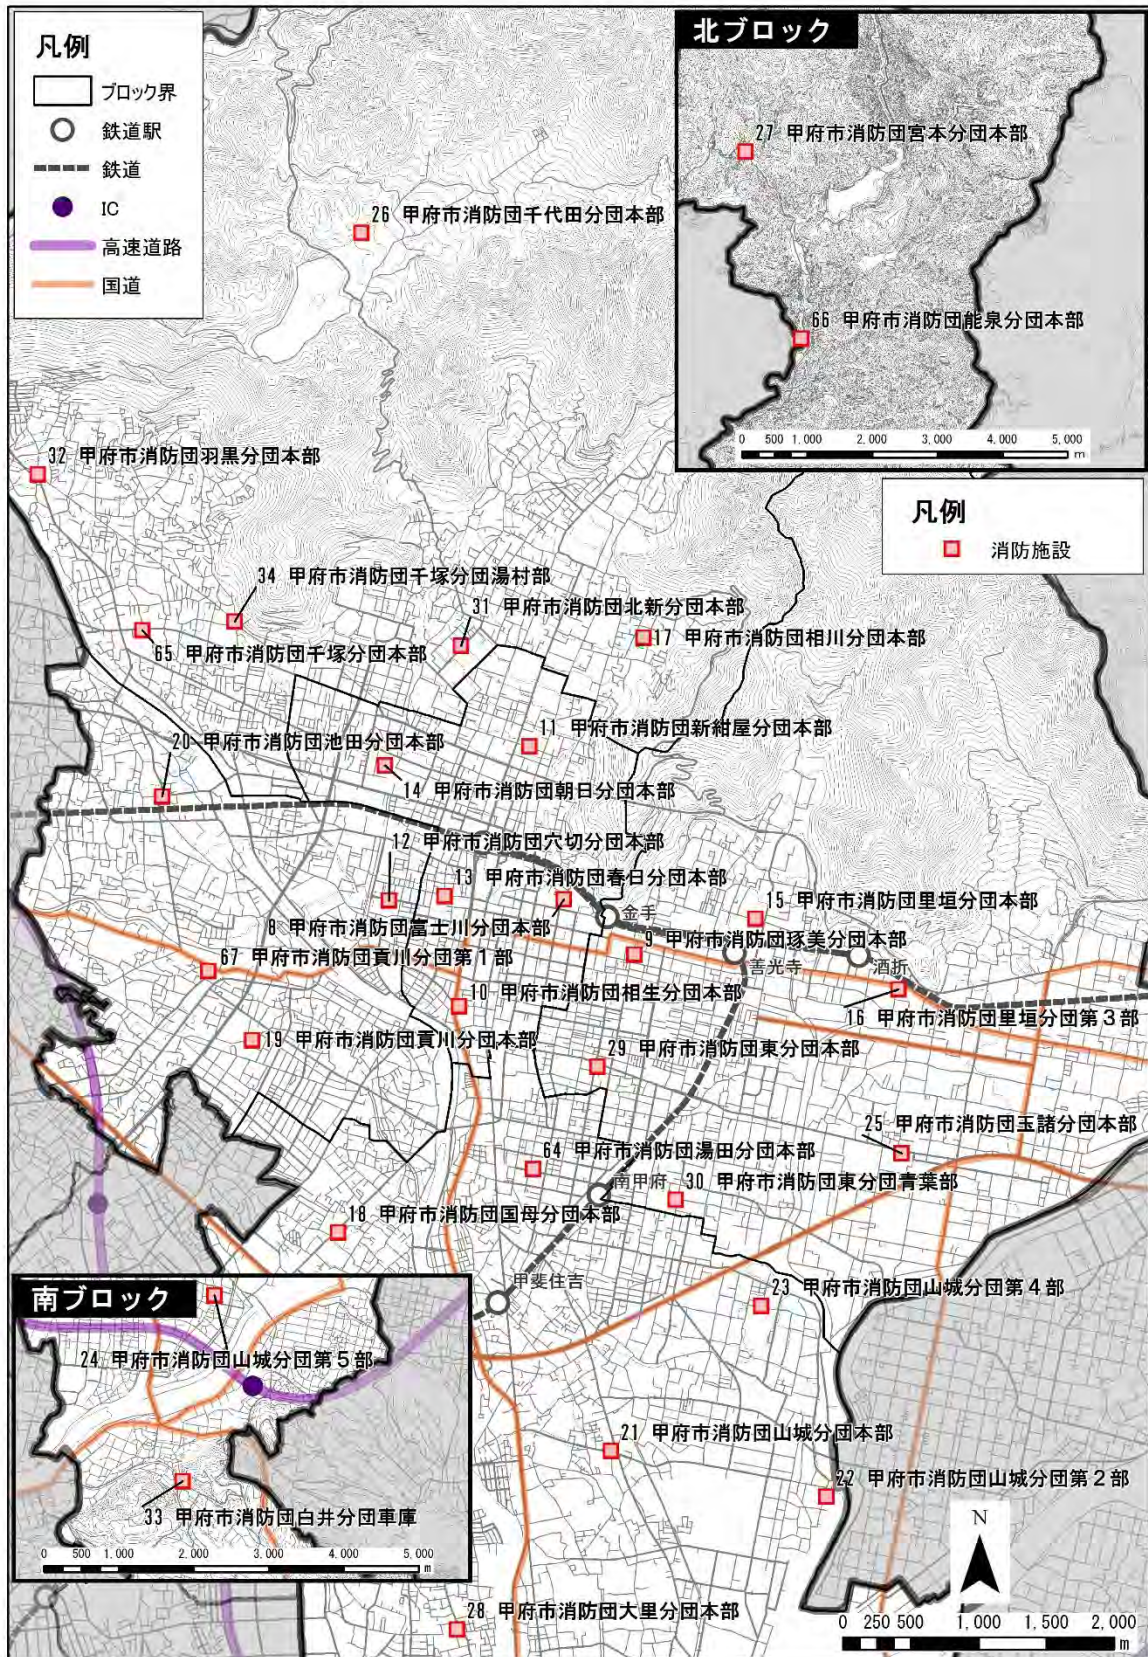 凡例
ブロック界
鉄道駅
鉄道
IC
高速道路
国道
北ブロック
27 甲府市消防団宮本分団本部
66 甲府市消防団能泉分団本部
0 500 1,000 2,000 3,000 4,000 5,000
m
凡例
消防施設
26 甲府市消防団千代田分団本部
32 甲府市消防団羽黒分団本部
34 甲府市消防団千塚分団湯村部
31 甲府市消防団北新分団本部
17 甲府市消防団相川分団本部
65 甲府市消防団千塚分団本部
11 甲府市消防団新紺屋分団本部
20 甲府市消防団池田分団本部
14 甲府市消防団朝日分団本部
12 甲府市消防団穴切分団本部
13 甲府市消防団春日分団本部
15 甲府市消防団里垣分団本部
金手
8 甲府市消防団富士川分団本部
9 甲府市消防団琢美分団本部
善光寺
酒折
67 甲府市消防団貢川分団第1部
10 甲府市消防団相生分団本部
16 甲府市消防団里垣分団第3部
19 甲府市消防団貢川分団本部
29 甲府市消防団東分団本部
25 甲府市消防団玉諸分団本部
64 甲府市消防団湯田分団本部
南甲府
30 甲府市消防団東分団青葉部
18 甲府市消防団国母分団本部
甲斐住吉
23 甲府市消防団山城分団第4部
南ブロック
24 甲府市消防団山城分団第5部
33 甲府市消防団白井分団車庫
0 500 1,000 2,000 3,000 4,000 5,000
m
21 甲府市消防団山城分団本部
22 甲府市消防団山城分団第2部
28 甲府市消防団大里分団本部
N
0 250 500 1,000 1,500 2,000
m